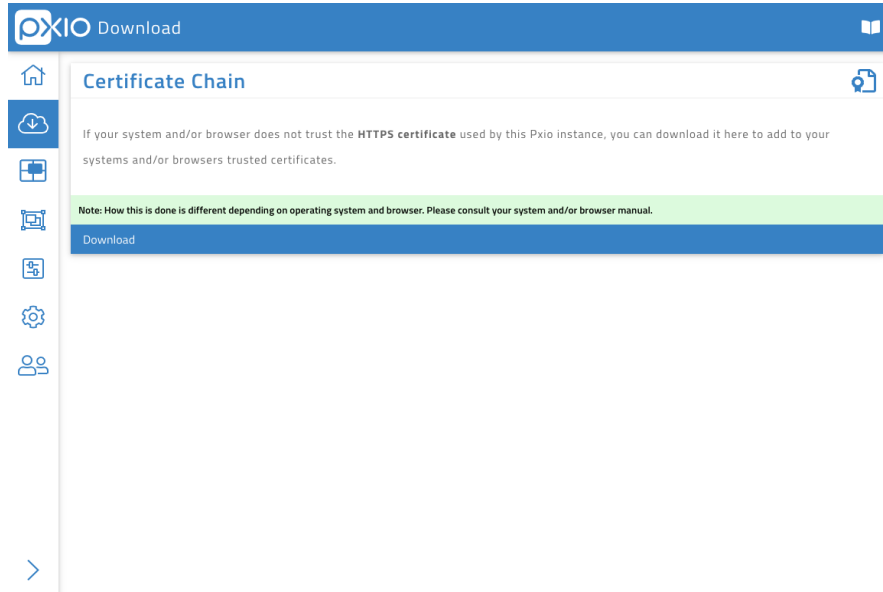 pxio Download
Certificate Chain
If your system and/or browser does not trust the HTTPS certificate used by this Pxio instance, you can download it here to add to your
systems and/or browsers trusted certificates.
Note: How this is done is different depending on operating system and browser. Please consult your system and/or browser manual.
Download